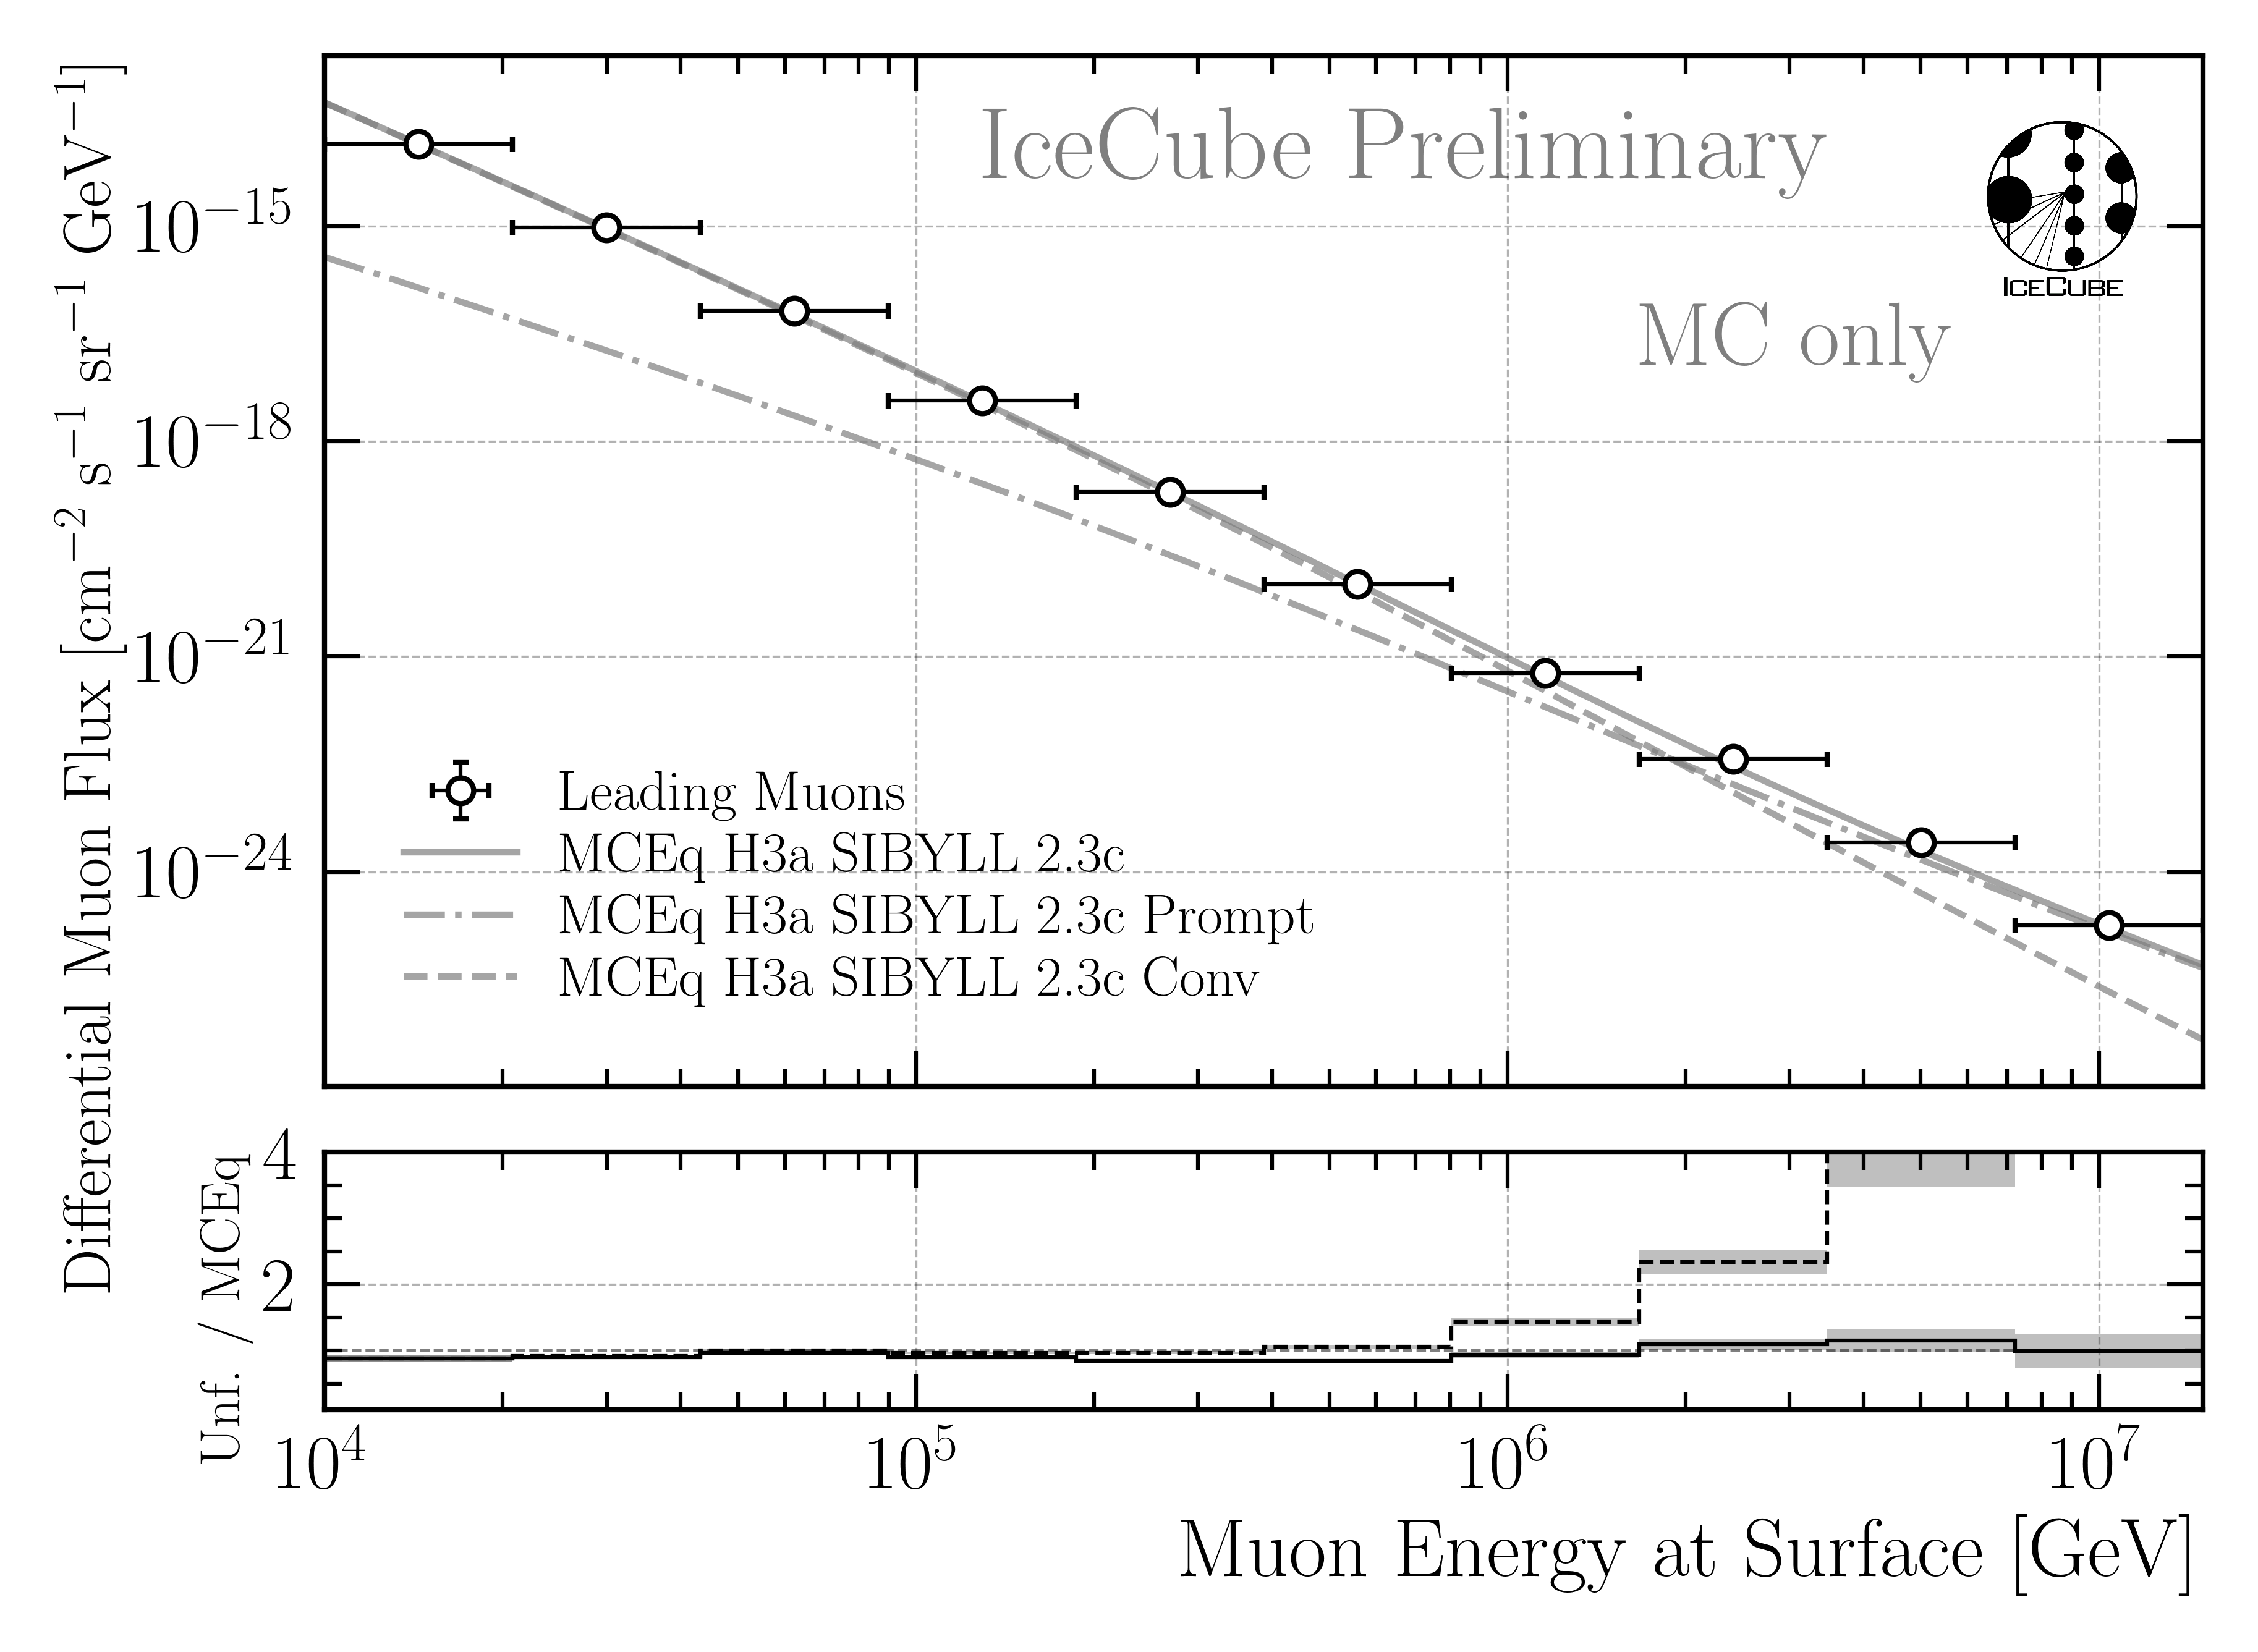 IceCube Preliminary
ICECUBE
MC only
Differential Muon Flux [cm⁻² s⁻¹ sr⁻¹ GeV⁻¹]
10⁻¹⁵
10⁻¹⁸
10⁻²¹
10⁻²⁴
Leading Muons
MCEq H3a SIBYLL 2.3c
MCEq H3a SIBYLL 2.3c Prompt
MCEq H3a SIBYLL 2.3c Conv
Unf. / MCEq
4
2
10⁴ 10⁵ 10⁶ 10⁷
Muon Energy at Surface [GeV]